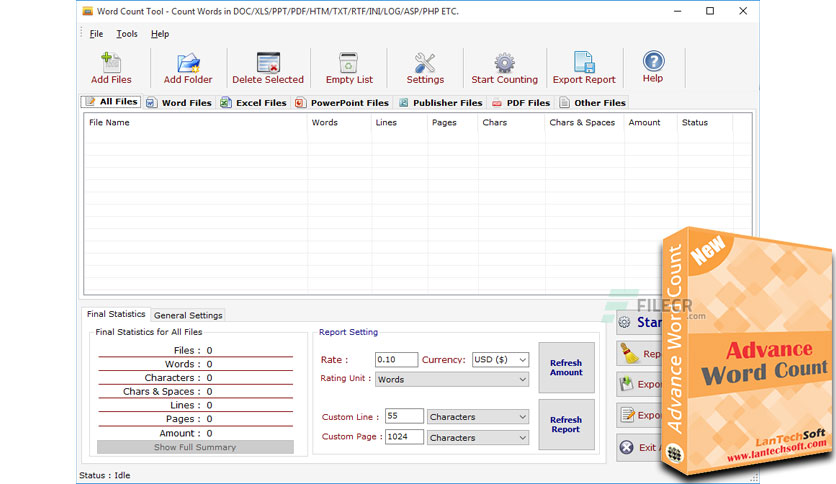 Word Count Tool - Count Words in DOC/XLS/PPT/PDF/HTM/TXT/RTF/INI/LOG/ASP/PHP ETC.
File Tools Help
Add Files Add Folder Delete Selected Empty List Settings Start Counting Export Report Help
All Files Word Files Excel Files PowerPoint Files Publisher Files PDF Files Other Files
File Name Words Lines Pages Chars Chars & Spaces Amount Status
Final Statistics General Settings
Final Statistics for All Files
Files : 0
Words : 0
Characters : 0
Chars & Spaces : 0
Lines : 0
Pages : 0
Amount : 0
Show Full Summary
Report Setting
Rate : 0.10 Currency: USD ($)
Rating Unit : Words
Custom Line : 55 Characters
Custom Page : 1024 Characters
Refresh
Amount
Refresh
Report
FILECR
.com
Exit
Status : Idle
New
Advance Word Count
Advance
Word Count
LanTechSoft
www.lantechsoft.com